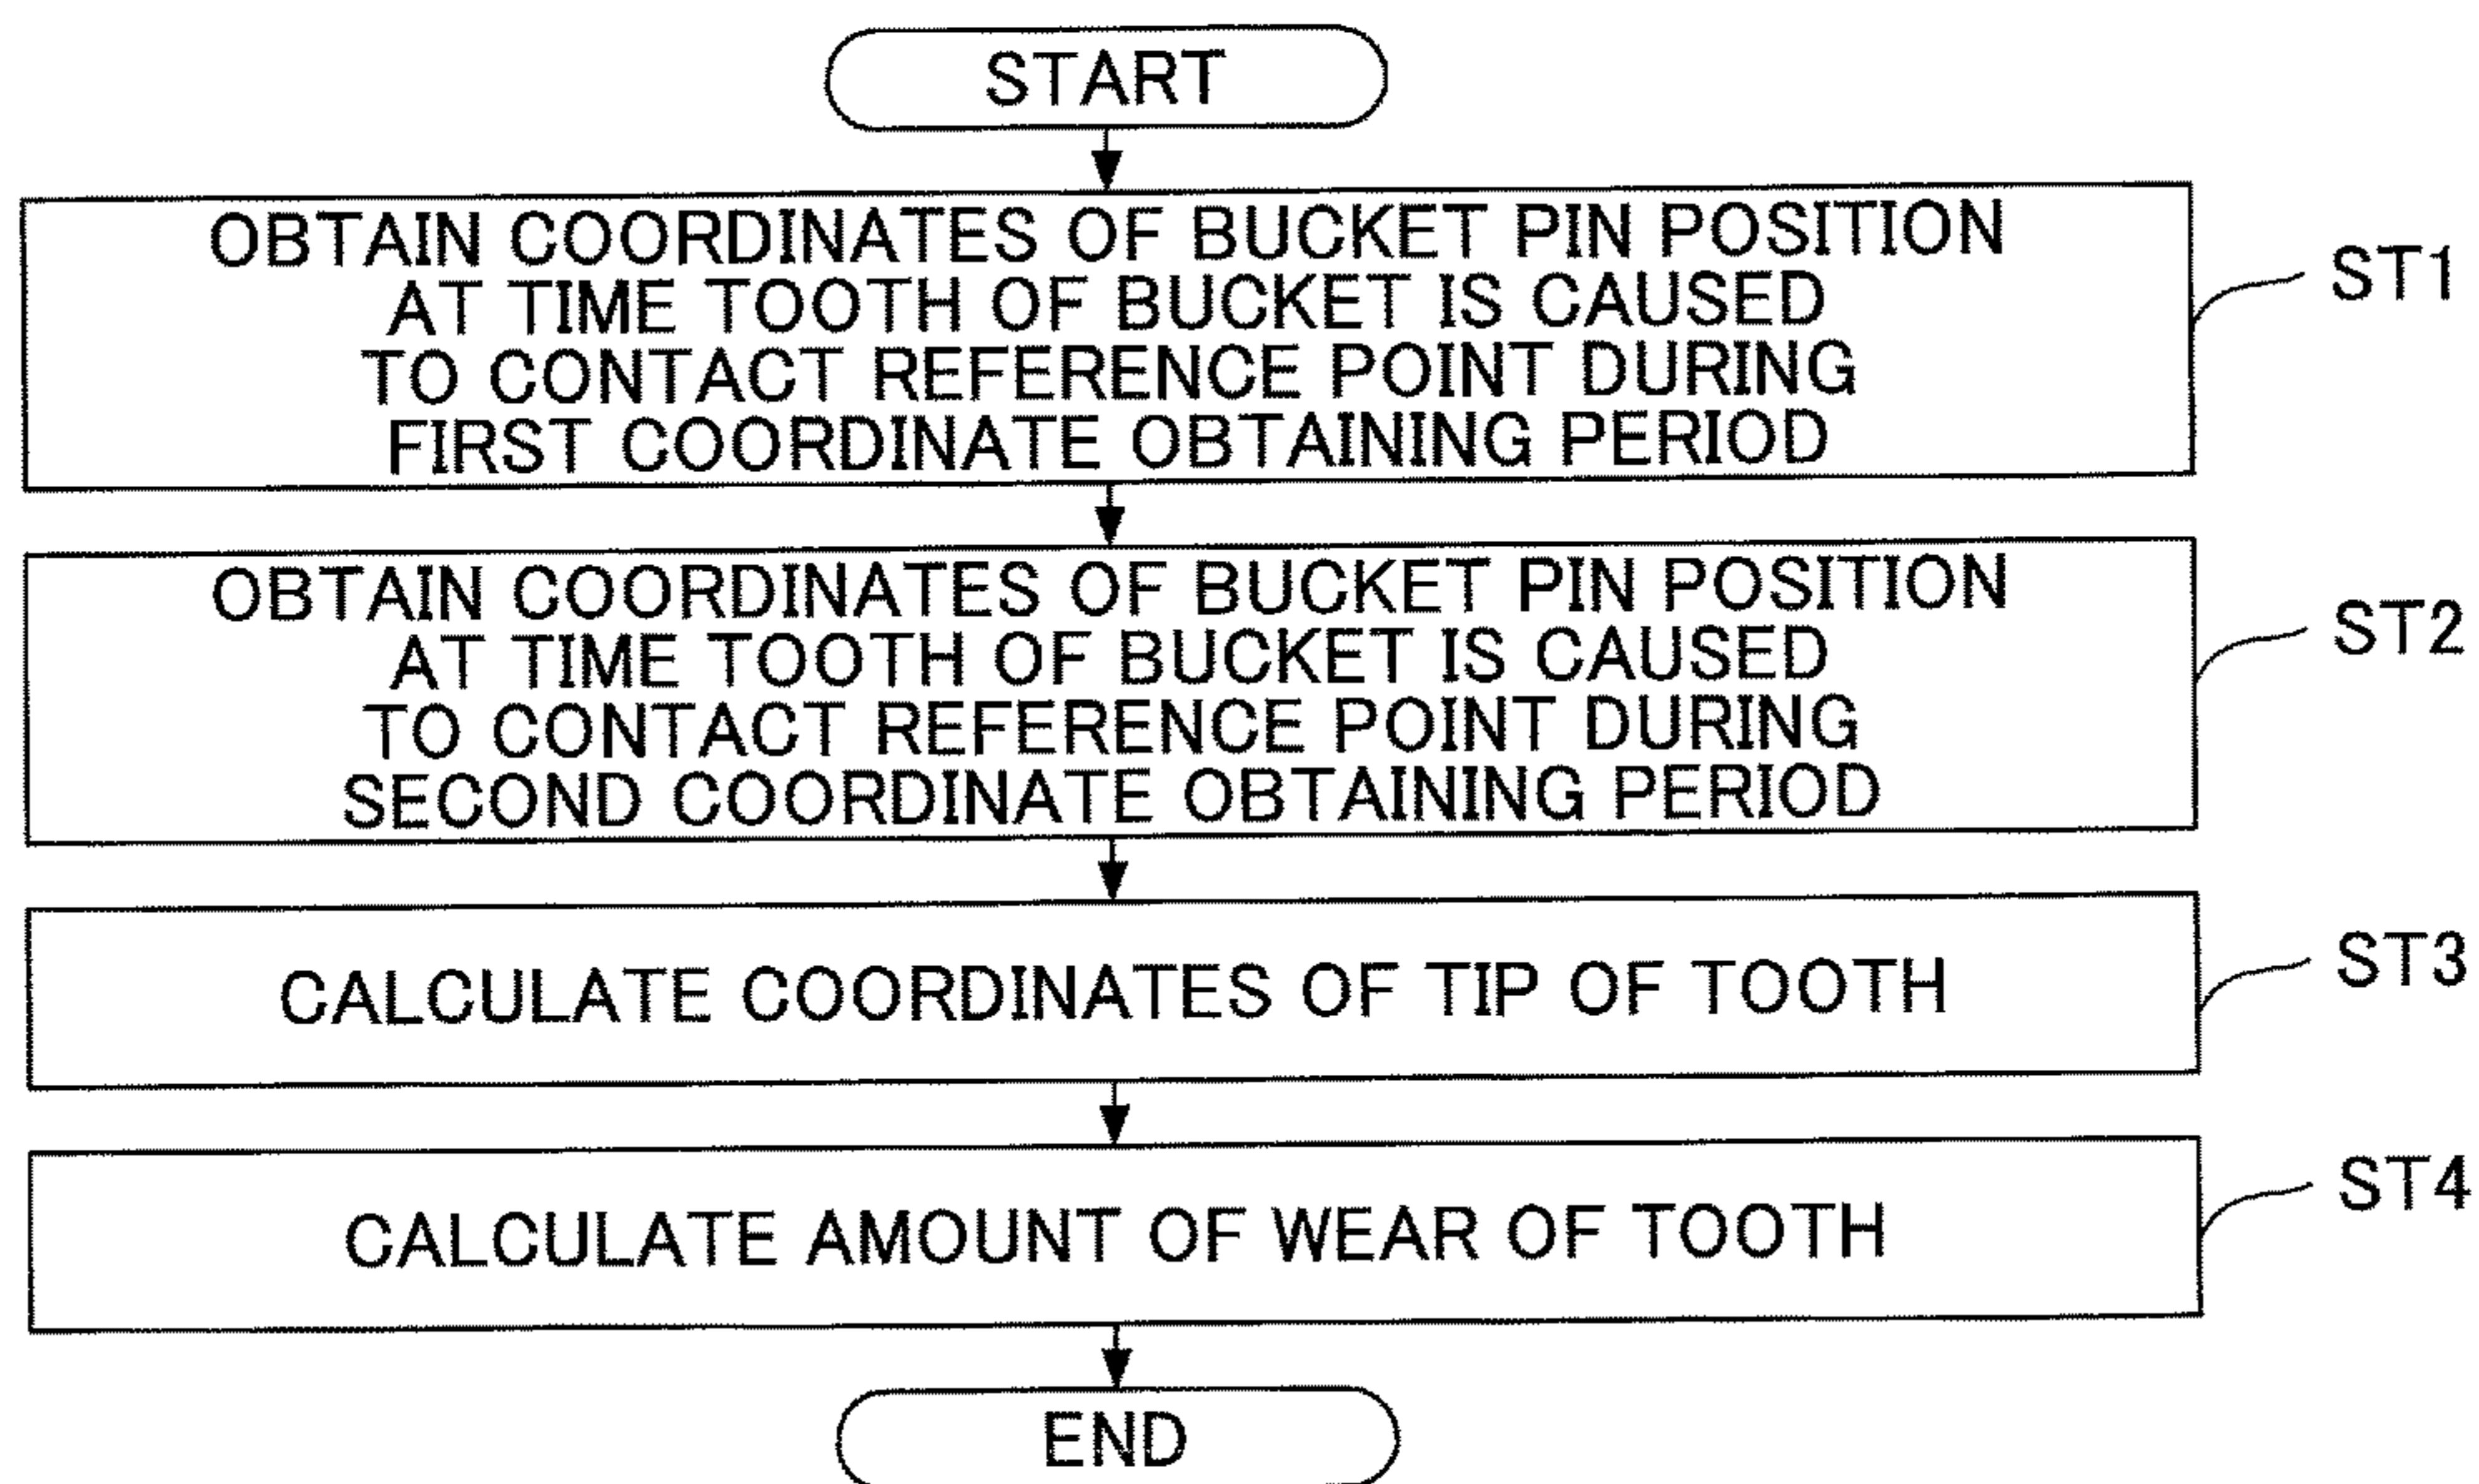 START
OBTAIN COORDINATES OF BUCKET PIN POSITION
AT TIME TOOTH OF BUCKET IS CAUSED
TO CONTACT REFERENCE POINT DURING
FIRST COORDINATE OBTAINING PERIOD
ST1
OBTAIN COORDINATES OF BUCKET PIN POSITION
AT TIME TOOTH OF BUCKET IS CAUSED
TO CONTACT REFERENCE POINT DURING
SECOND COORDINATE OBTAINING PERIOD
ST2
CALCULATE COORDINATES OF TIP OF TOOTH
ST3
CALCULATE AMOUNT OF WEAR OF TOOTH
ST4
END